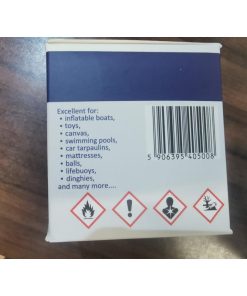 Excellent for:
• inflatable boats,
• toys,
• canvas,
• swimming pools,
• car tarpaulins,
• mattresses,
• balls,
• lifebuoys,
• dinghies,
and many more....
5 906395 405008